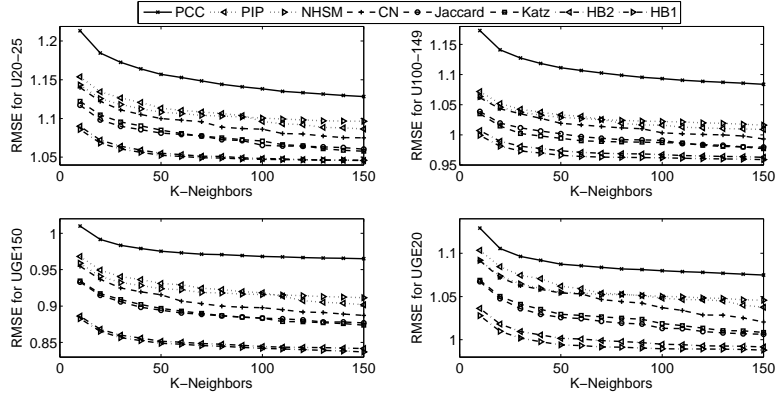 PCC PIP NHSM CN Jaccard Katz HB2 HB1
RMSE for U20-25
1.2
1.15
1.1
1.05
0 50 100 150
K-Neighbors
RMSE for U100-149
1.15
1.1
1.05
1
0.95
0 50 100 150
K-Neighbors
RMSE for UGE150
1
0.95
0.9
0.85
0 50 100 150
K-Neighbors
RMSE for UGE20
1.1
1.05
1
0 50 100 150
K-Neighbors